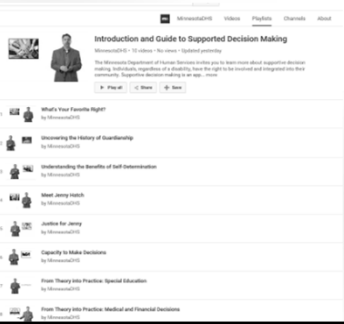 MinnesotaDHS Videos Playlists Channels About
Introduction and Guide to Supported Decision Making
MinnesotaDHS • 10 videos • No views • Updated yesterday
The Minnesota Department of Human Services invites you to learn more about supported decision
making. Individuals, regardless of a disability, have the right to be involved and integrated into their
community. Supported decision making is an app... more
Play all Share Save
What's Your Favorite Right?
by MinnesotaDHS
Uncovering the History of Guardianship
by MinnesotaDHS
Understanding the Benefits of Self-Determination
by MinnesotaDHS
Meet Jenny Hatch
by MinnesotaDHS
Justice for Jenny
by MinnesotaDHS
Capacity to Make Decisions
by MinnesotaDHS
From Theory into Practice: Special Education
by MinnesotaDHS
From Theory into Practice: Medical and Financial Decisions
by MinnesotaDHS